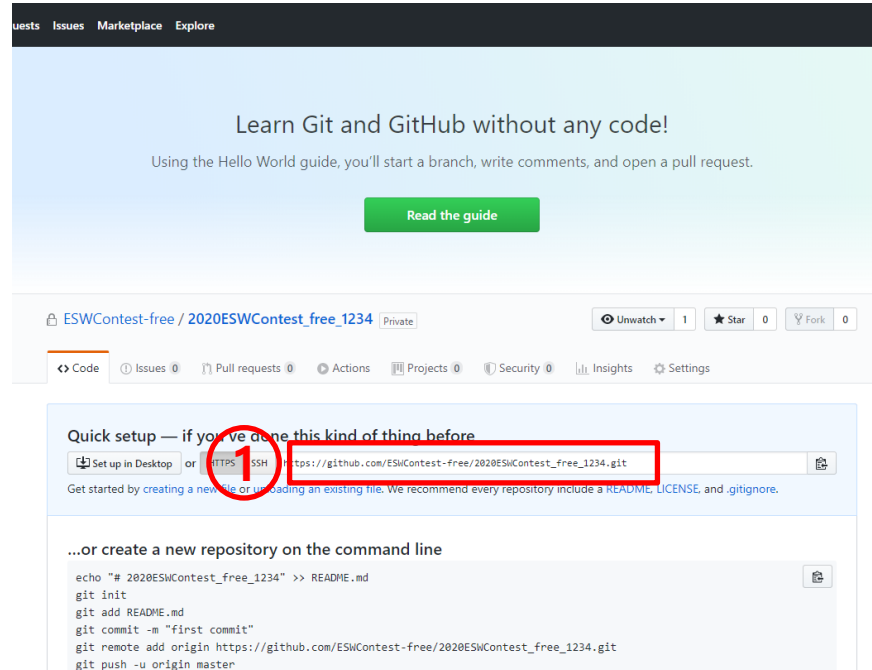 uests Issues Marketplace Explore
Learn Git and GitHub without any code!
Using the Hello World guide, you'll start a branch, write comments, and open a pull request.
Read the guide
ESWContest-free / 2020ESWContest_free_1234 Private
Unwatch 1 Star 0 Fork 0
Code Issues 0 Pull requests 0 Actions Projects 0 Security 0 Insights Settings
Quick setup — if you've done this kind of thing before
Set up in Desktop or HTTPS SSH https://github.com/ESWContest-free/2020ESWContest_free_1234.git
1
Get started by creating a new file or uploading an existing file. We recommend every repository include a README, LICENSE, and .gitignore.
…or create a new repository on the command line
echo "# 2020ESWContest_free_1234" >> README.md
git init
git add README.md
git commit -m "first commit"
git remote add origin https://github.com/ESWContest-free/2020ESWContest_free_1234.git
git push -u origin master